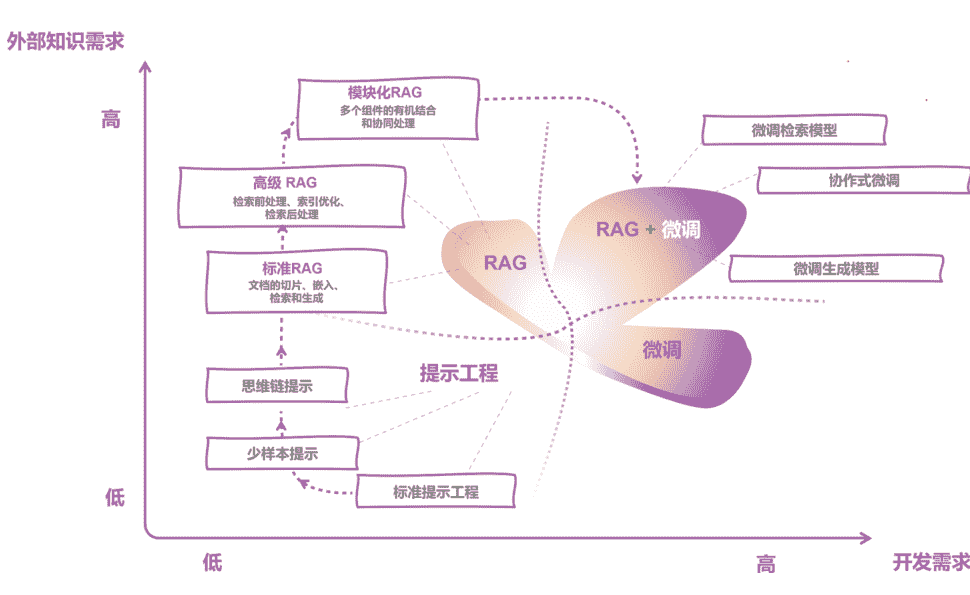 外部知识需求
高
模块化RAG
多个组件的有机结合
和协同处理
微调检索模型
高级 RAG
检索前处理、索引优化、
检索后处理
协作式微调
RAG + 微调
RAG
标准RAG
文档的切片、嵌入、
检索和生成
微调生成模型
微调
提示工程
思维链提示
少样本提示
标准提示工程
低
低
高
开发需求